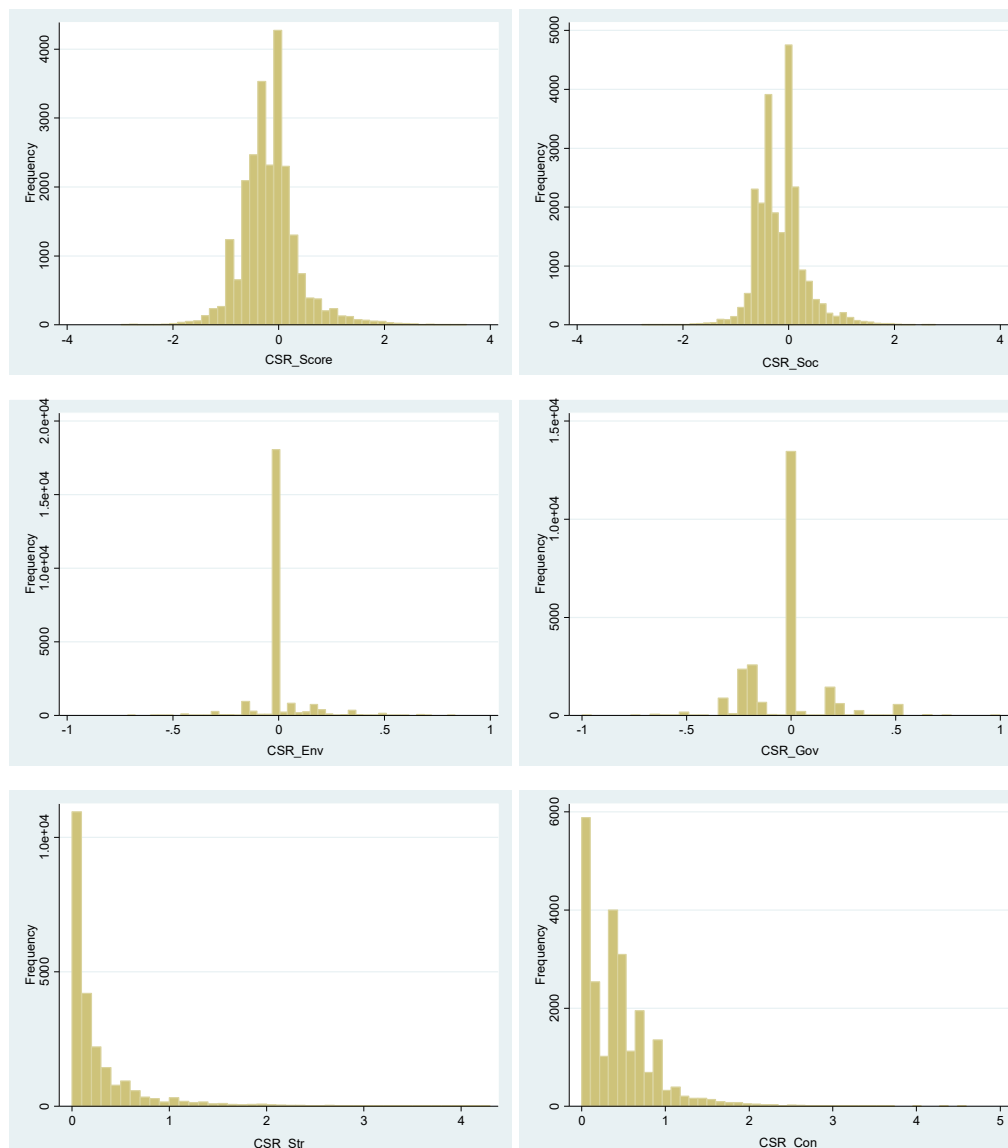 Frequency
4000
3000
2000
1000
0
-4
-2
0
2
4
CSR_Score
Frequency
5000
4000
3000
2000
1000
0
-4
-2
0
2
4
CSR_Soc
Frequency
2.0e+04
1.5e+04
1.0e+04
5000
0
-1
-.5
0
.5
1
CSR_Env
Frequency
1.5e+04
1.0e+04
5000
0
-1
-.5
0
.5
1
CSR_Gov
Frequency
1.0e+04
5000
0
0
1
2
3
4
CSR_Str
Frequency
6000
4000
2000
0
0
1
2
3
4
5
CSR_Con